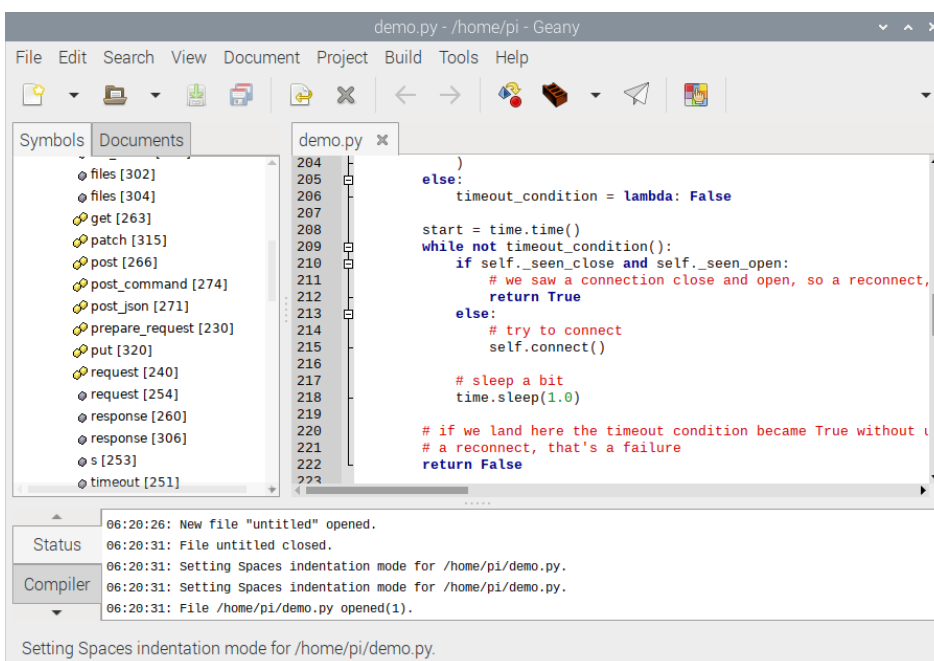 demo.py - /home/pi - Geany
File Edit Search View Document Project Build Tools Help
Symbols Documents
files [302]
files [304]
get [263]
patch [315]
post [266]
post_command [274]
post_json [271]
prepare_request [230]
put [320]
request [240]
request [254]
response [260]
response [306]
s [253]
timeout [251]
demo.py
204 )
205 else:
206 timeout_condition = lambda: False
207
208 start = time.time()
209 while not timeout_condition():
210 if self._seen_close and self._seen_open:
211 # we saw a connection close and open, so a reconnect,
212 return True
213 else:
214 # try to connect
215 self.connect()
216
217 # sleep a bit
218 time.sleep(1.0)
219
220 # if we land here the timeout condition became True without
221 # a reconnect, that's a failure
222 return False
223
Status
Compiler
06:20:26: New file "untitled" opened.
06:20:31: File untitled closed.
06:20:31: Setting Spaces indentation mode for /home/pi/demo.py.
06:20:31: Setting Spaces indentation mode for /home/pi/demo.py.
06:20:31: File /home/pi/demo.py opened(1).
Setting Spaces indentation mode for /home/pi/demo.py.